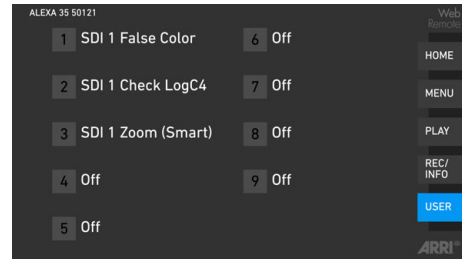 ALEXA 35 50121
Web
Remote
1 SDI 1 False Color
2 SDI 1 Check LogC4
3 SDI 1 Zoom (Smart)
4 Off
5 Off
6 Off
7 Off
8 Off
9 Off
HOME
MENU
PLAY
REC/
INFO
USER
ARRI®